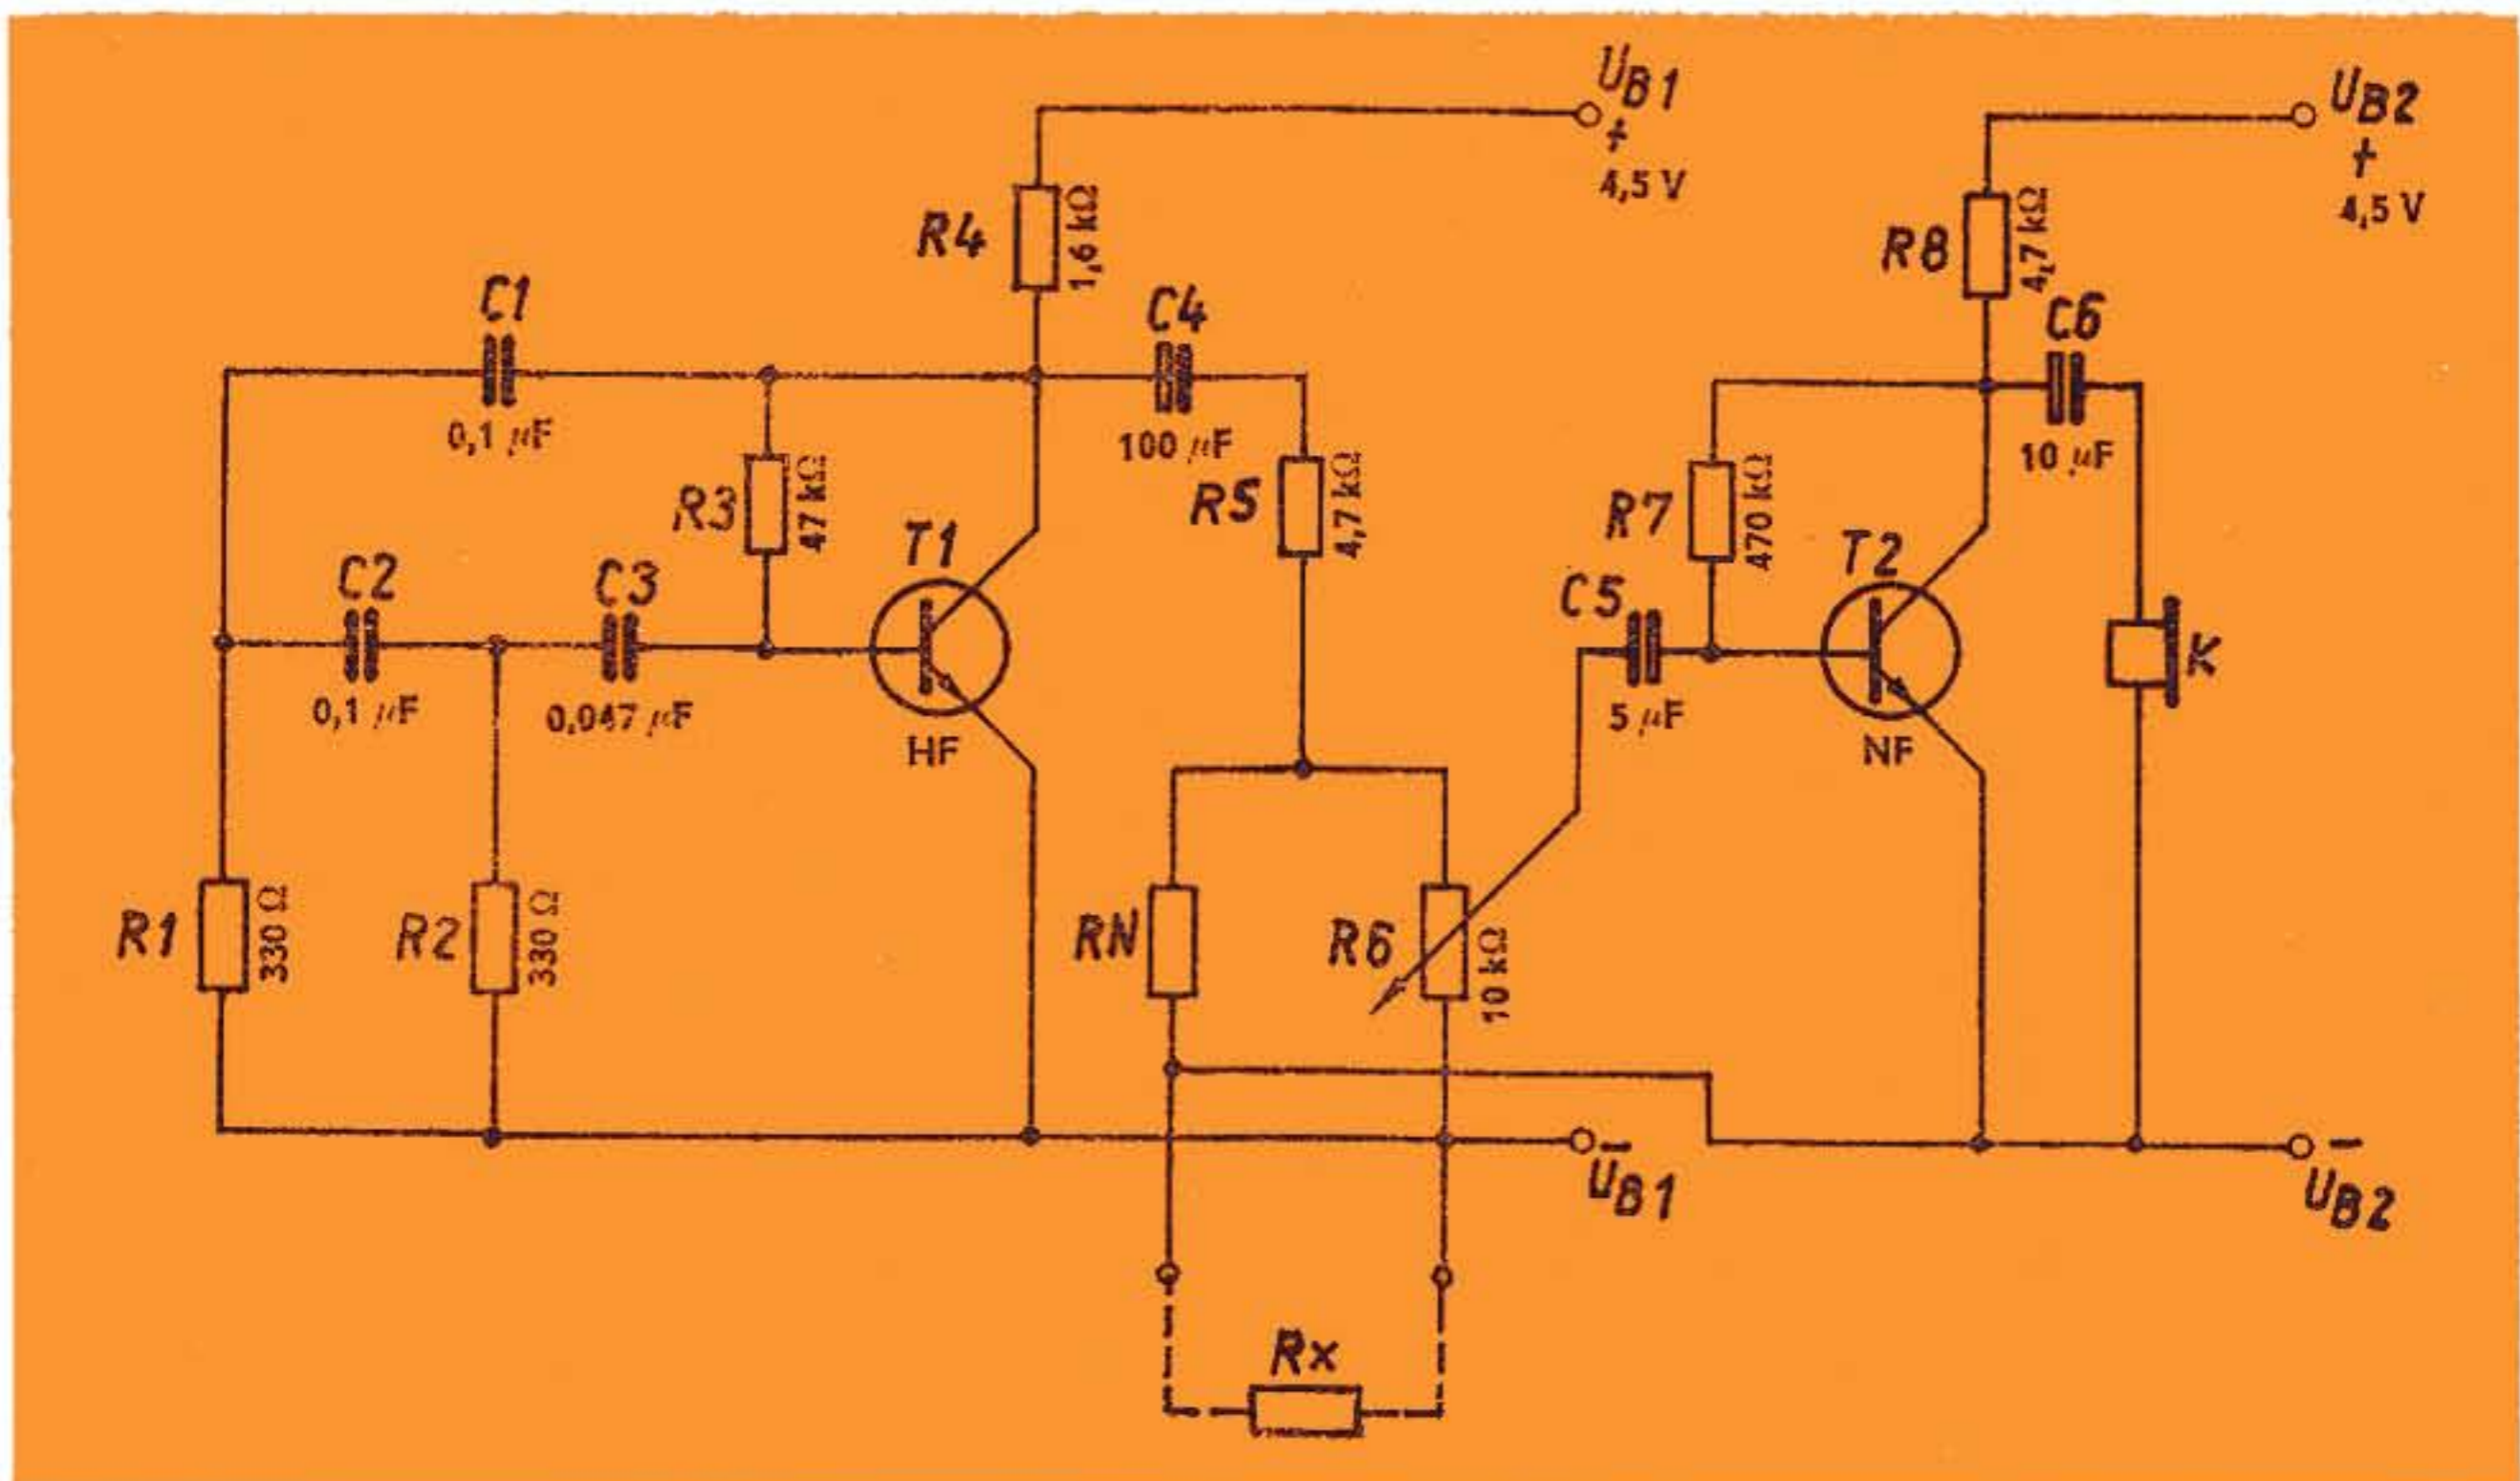 UB1
+
4,5 V
UB2
+
4,5 V
R4
1,6 kΩ
R8
4,7 kΩ
C1
0,1 µF
C4
100 µF
C6
10 µF
R3
47 kΩ
R5
4,7 kΩ
R7
470 kΩ
T1
HF
T2
NF
C2
0,1 µF
C3
0,047 µF
C5
5 µF
K
R1
330 Ω
R2
330 Ω
RN
R6
10 kΩ
−
UB1
−
UB2
Rx